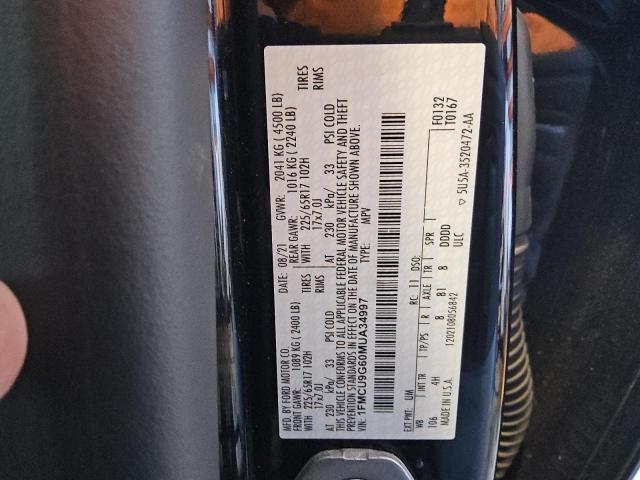 MFD. BY FORD MOTOR CO. DATE: 08/21 GVWR: 2041 KG ( 4500 LB)
FRONT GAWR: 1089 KG ( 2400 LB) REAR GAWR: 1016 KG ( 2240 LB)
WITH 225/65R17 102H TIRES WITH 225/65R17 102H TIRES
17x7.0J RIMS 17x7.0J RIMS
AT 230 kPa/ 33 PSI COLD AT 230 kPa/ 33 PSI COLD
THIS VEHICLE CONFORMS TO ALL APPLICABLE FEDERAL MOTOR VEHICLE SAFETY AND THEFT
PREVENTION STANDARDS IN EFFECT ON THE DATE OF MANUFACTURE SHOWN ABOVE.
VIN: 1FMCU9G60MUA34997 TYPE: MPV
F0132
T0167
EXT PNT: UM RC: 11 DSO:
WB INT TR TP/PS R AXLE TR SPR
106 4H 8 81 8 DDDD
MADE IN U.S.A. 1202108056842 ULC
▽ 5U5A-3520472-AA